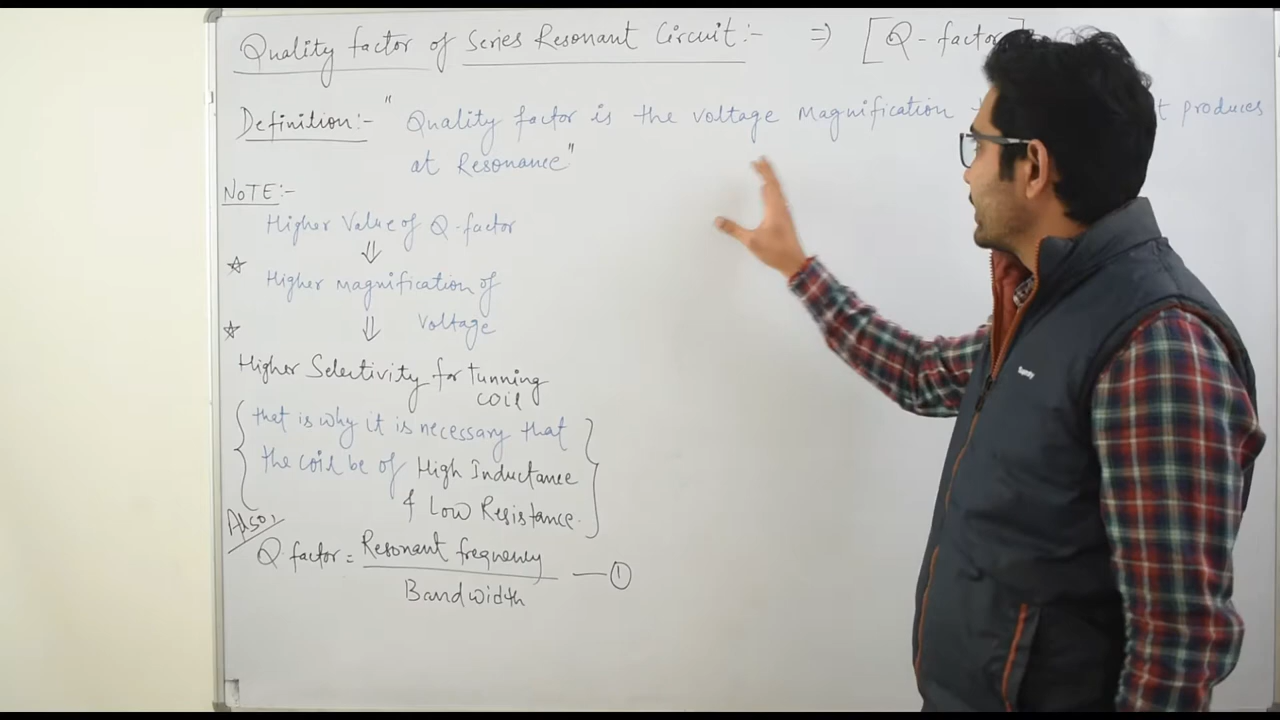 Quality factor of Series Resonant Circuit:- ⇒ [Q-factor]
Definition:- " Quality factor is the voltage magnification t produces
at Resonance"
NOTE:-
Higher Value of Q-factor
⇓
☆ Higher magnification of
☆ ⇓ voltage
Higher Selectivity for tunning
coil
{that is why it is necessary that
the coil be of High Inductance
& Low Resistance.}
Also,
Q-factor = Resonant frequency —①
Bandwidth